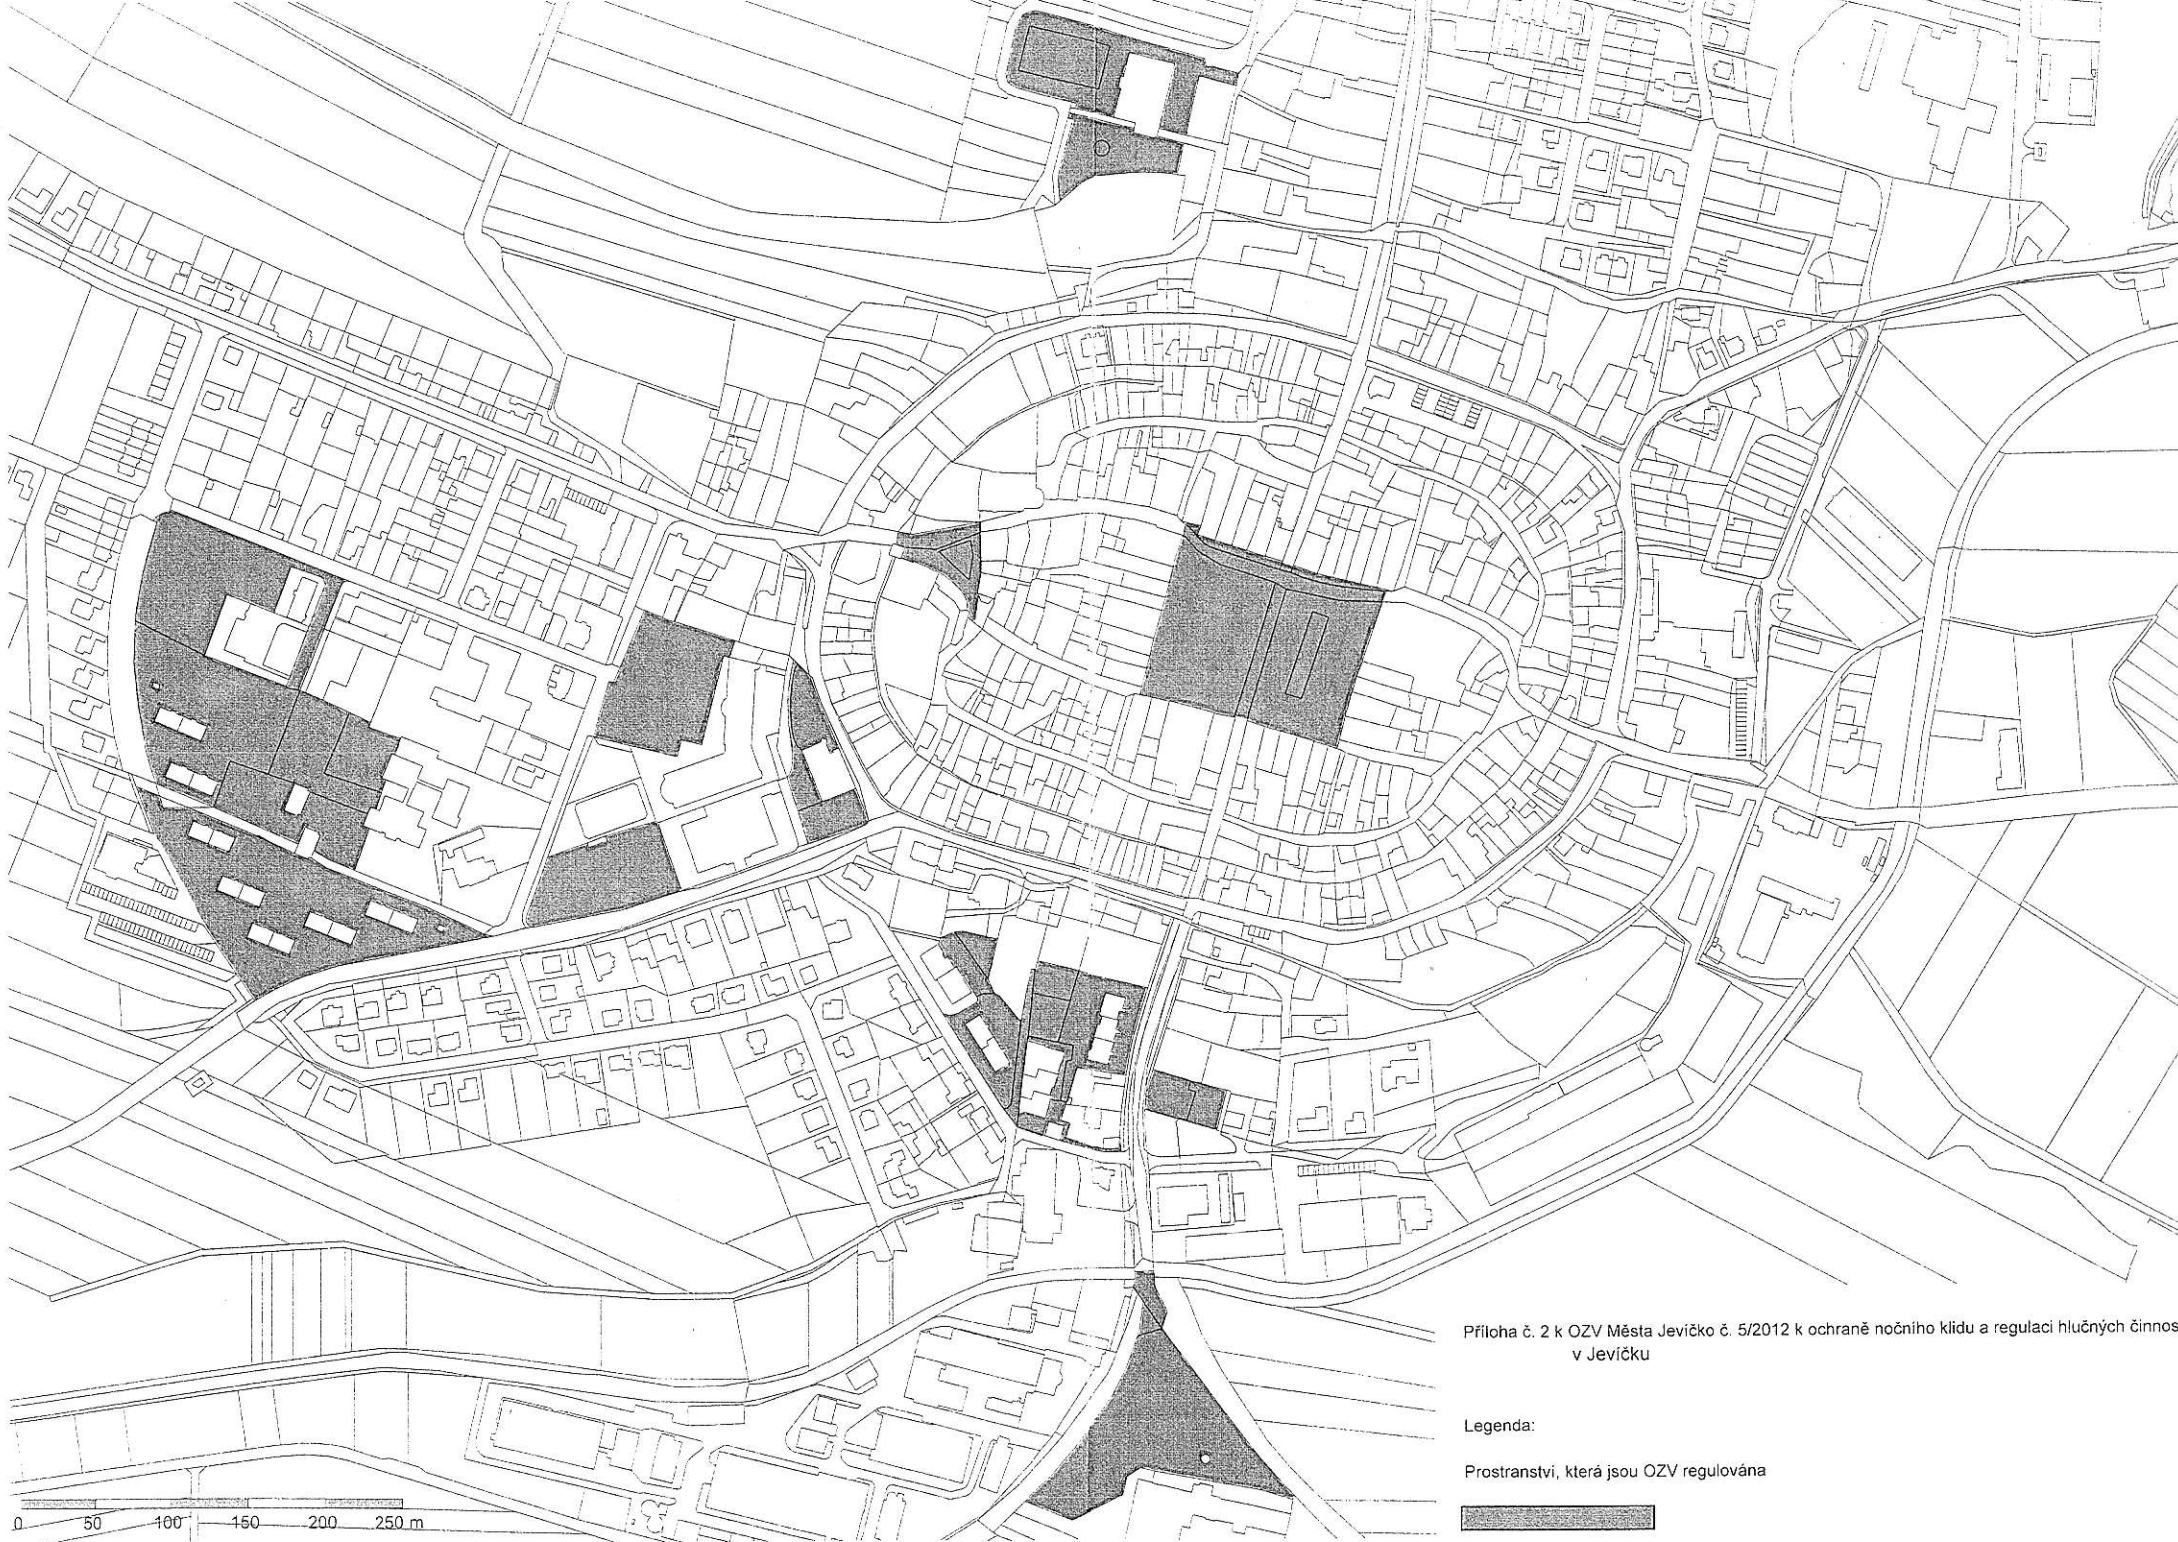 Příloha č. 2 k OZV Města Jevíčko č. 5/2012 k ochraně nočního klidu a regulaci hlučných činnos
v Jevíčku
Legenda:
Prostranství, která jsou OZV regulována
0 50 100 150 200 250 m